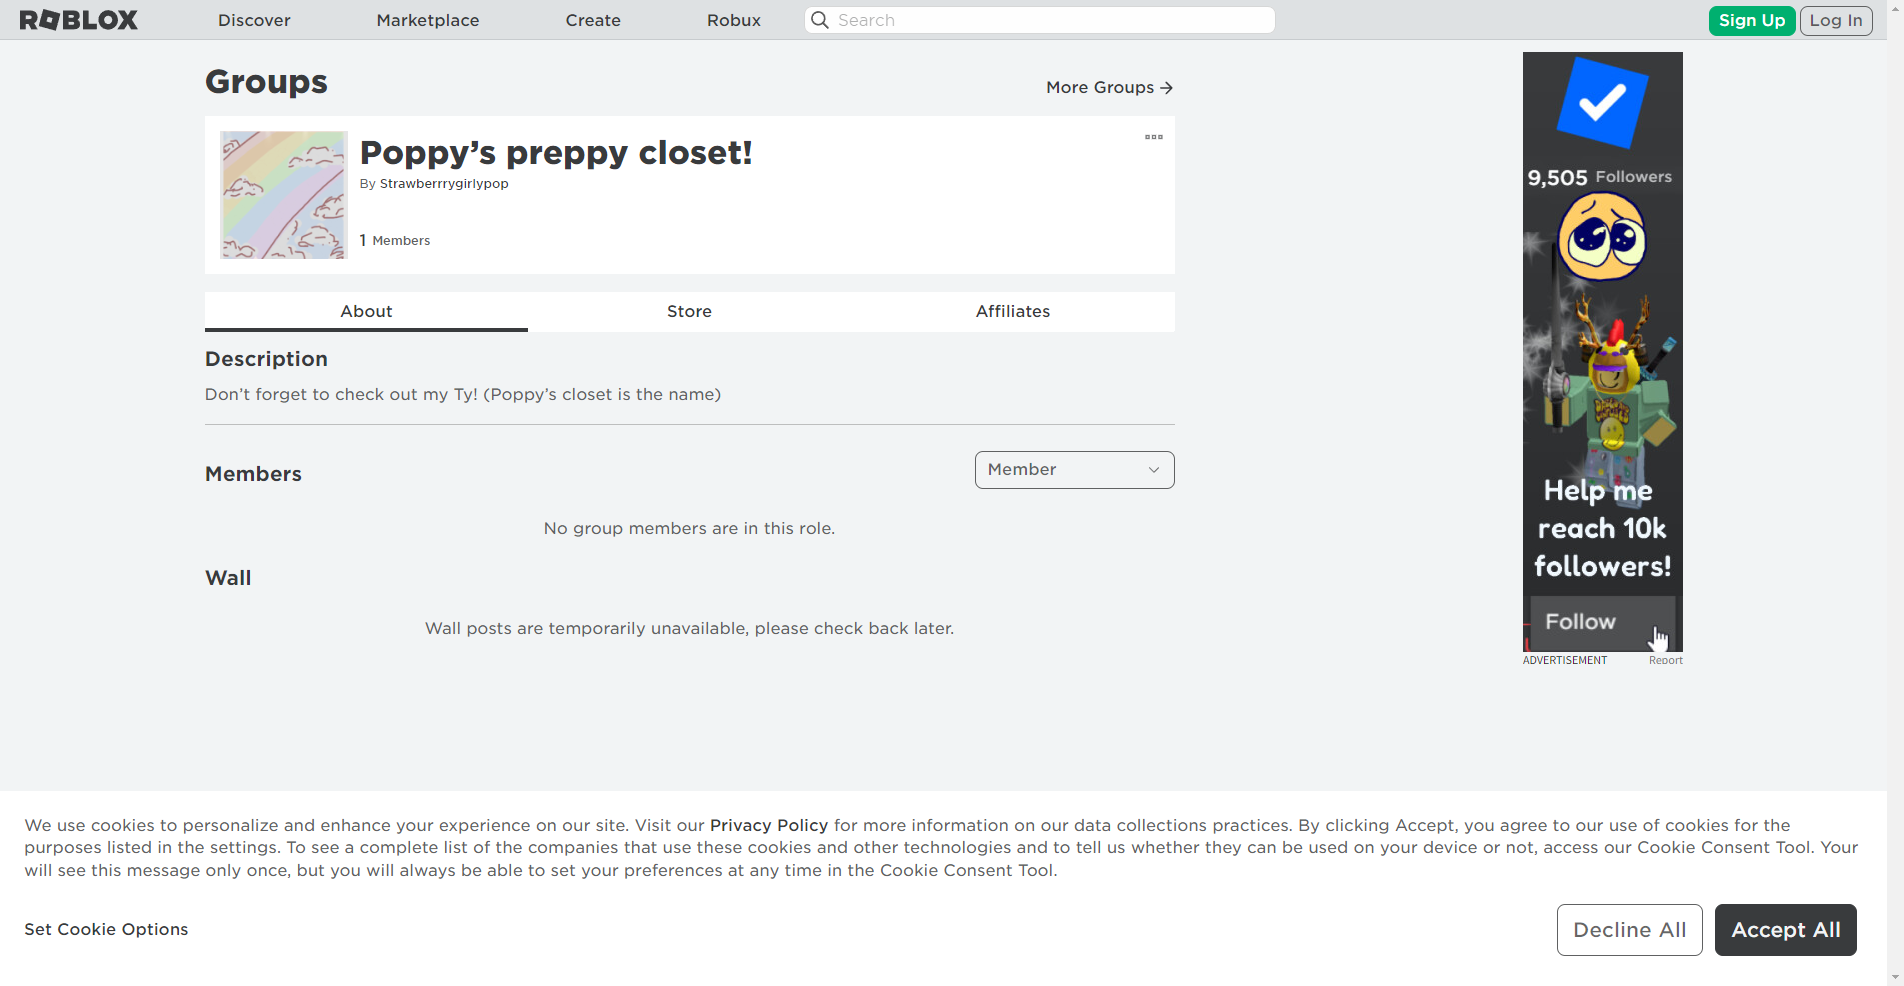 ROBLOX Discover Marketplace Create Robux Search Sign Up Log In
Groups
More Groups
Poppy’s preppy closet!
By Strawberrrygirlypop
1 Members
About Store Affiliates
Description
Don’t forget to check out my Ty! (Poppy’s closet is the name)
Members
Member
No group members are in this role.
Wall
Wall posts are temporarily unavailable, please check back later.
9,505 Followers
Help me
reach 10k
followers!
Follow
ADVERTISEMENT Report
We use cookies to personalize and enhance your experience on our site. Visit our Privacy Policy for more information on our data collections practices. By clicking Accept, you agree to our use of cookies for the
purposes listed in the settings. To see a complete list of the companies that use these cookies and other technologies and to tell us whether they can be used on your device or not, access our Cookie Consent Tool. Your
will see this message only once, but you will always be able to set your preferences at any time in the Cookie Consent Tool.
Set Cookie Options
Decline All
Accept All